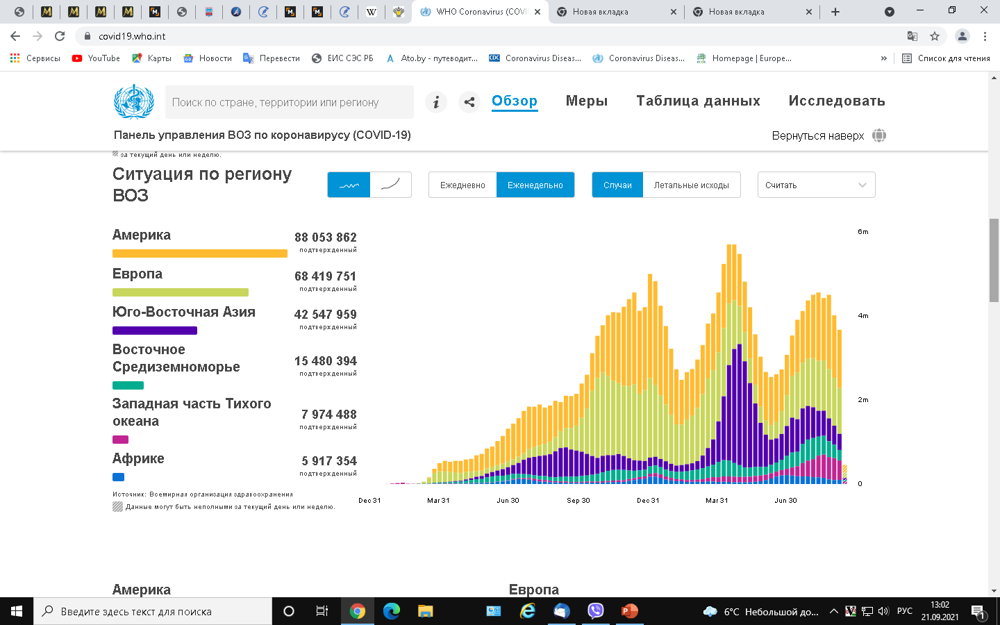 WHO Coronavirus (COVI
Новая вкладка
Новая вкладка
covid19.who.int
Сервисы
YouTube
Карты
Новости
Перевести
ЕИС СЭС РБ
Ato.by - путеводит...
Coronavirus Diseas...
Coronavirus Diseas...
Homepage | Europe...
»
Список для чтения
Поиск по стране, территории или региону
Обзор
Меры
Таблица данных
Исследовать
Панель управления ВОЗ по коронавирусу (COVID-19)
Вернуться наверх
за текущий день или неделю.
Ситуация по региону
ВОЗ
Ежедневно
Еженедельно
Случаи
Летальные исходы
Считать
Америка
88 053 862
подтвержденный
Европа
68 419 751
подтвержденный
Юго-Восточная Азия
42 547 959
подтвержденный
Восточное
Средиземноморье
15 480 394
подтвержденный
Западная часть Тихого
океана
7 974 488
подтвержденный
Африке
5 917 354
подтвержденный
Источник: Всемирная организация здравоохранения
Данные могут быть неполными за текущий день или неделю.
6m
4m
2m
0
Dec 31
Mar 31
Jun 30
Sep 30
Dec 31
Mar 31
Jun 30
Америка
Европа
Введите здесь текст для поиска
6°C Небольшой до...
РУС
13:02
21.09.2021
1